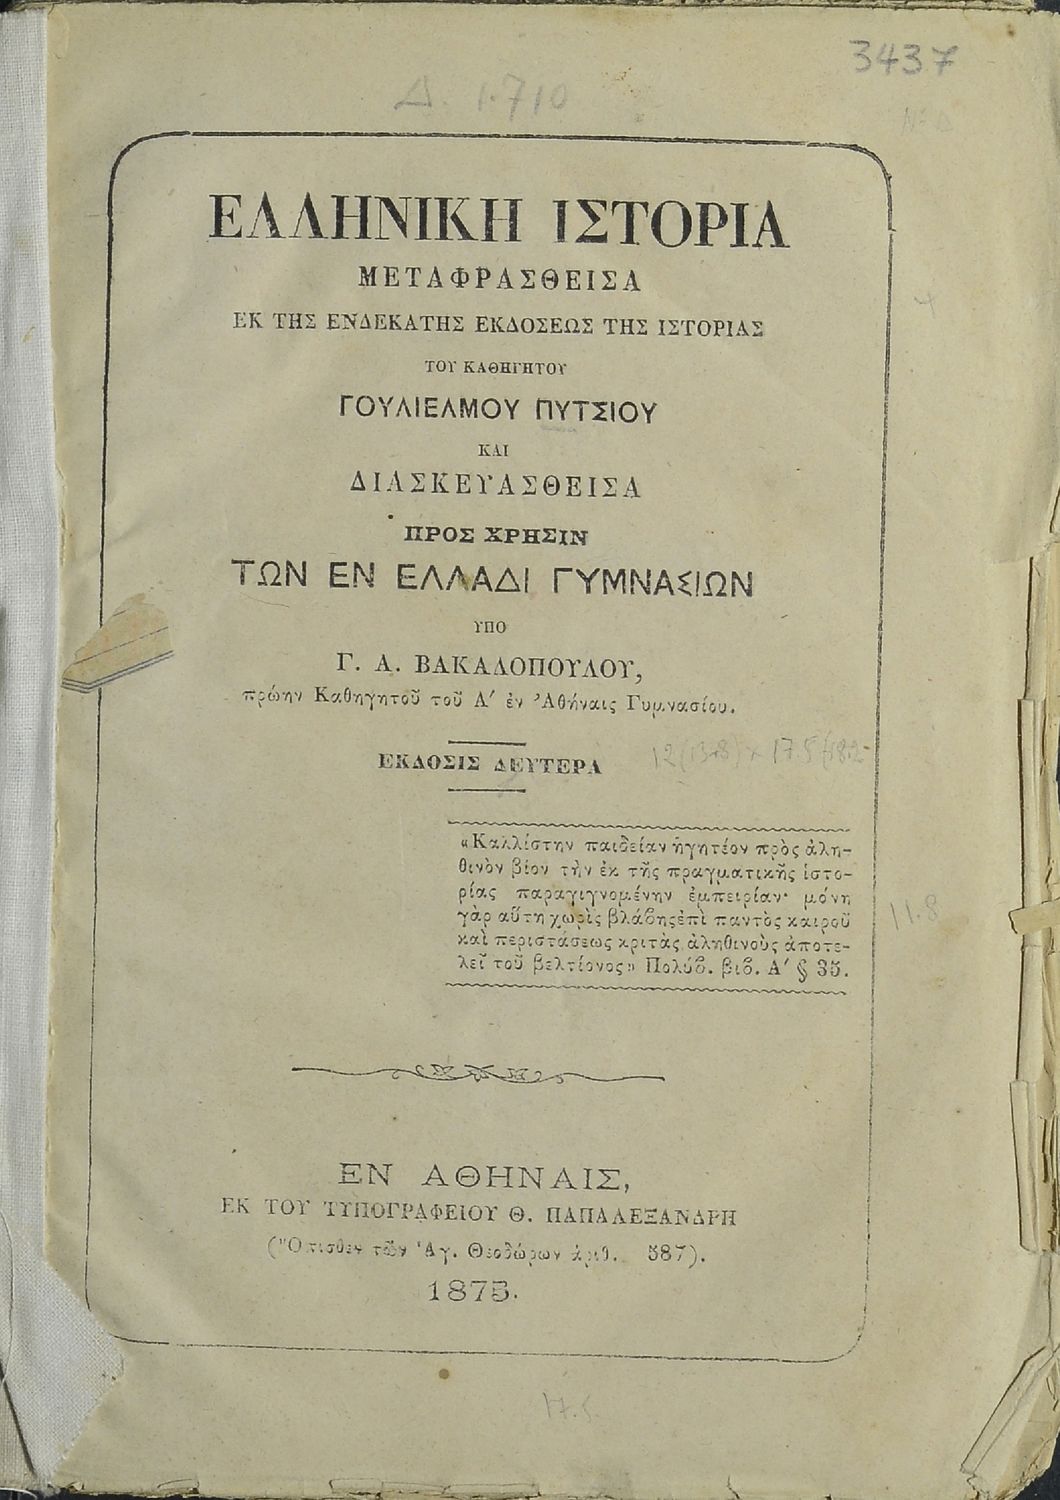 3437
Δ. 1.710
ΕΛΛΗΝΙΚΗ ΙΣΤΟΡΙΑ
ΜΕΤΑΦΡΑΣΘΕΙΣΑ
ΕΚ ΤΗΣ ΕΝΔΕΚΑΤΗΣ ΕΚΔΟΣΕΩΣ ΤΗΣ ΙΣΤΟΡΙΑΣ
ΤΟΥ ΚΑΘΗΓΗΤΟΥ
ΓΟΥΛΙΕΛΜΟΥ ΠΥΤΣΙΟΥ
ΚΑΙ
ΔΙΑΣΚΕΥΑΣΘΕΙΣΑ
ΠΡΟΣ ΧΡΗΣΙΝ
ΤΩΝ ΕΝ ΕΛΛΑΔΙ ΓΥΜΝΑΣΙΩΝ
ΥΠΟ
Γ. Α. ΒΑΚΑΛΟΠΟΥΛΟΥ,
πρώην Καθηγητοῦ τοῦ Α΄ ἐν Ἀθήναις Γυμνασίου.
ΕΚΔΟΣΙΣ ΔΕΥΤΕΡΑ
«Καλλίστην παιδείαν ἡγητέον πρὸς ἀλη-
θινὸν βίον τὴν ἐκ τῆς πραγματικῆς ἱστο-
ρίας παραγιγνομένην ἐμπειρίαν· μόνη
γὰρ αὕτη χωρὶς βλάβης ἐπὶ παντὸς καιροῦ
καὶ περιστάσεως κριτὰς ἀληθινοὺς ἀποτε-
λεῖ τοῦ βελτίονος» Πολύβ. βιβ. Α΄ § 35.
11.8
ΕΝ ΑΘΗΝΑΙΣ,
ΕΚ ΤΟΥ ΤΥΠΟΓΡΑΦΕΙΟΥ Θ. ΠΑΠΑΛΕΞΑΝΔΡΗ
(Ὄπισθεν τῶν Ἁγ. Θεοδώρων ἀριθ. 587).
1875.
17.5